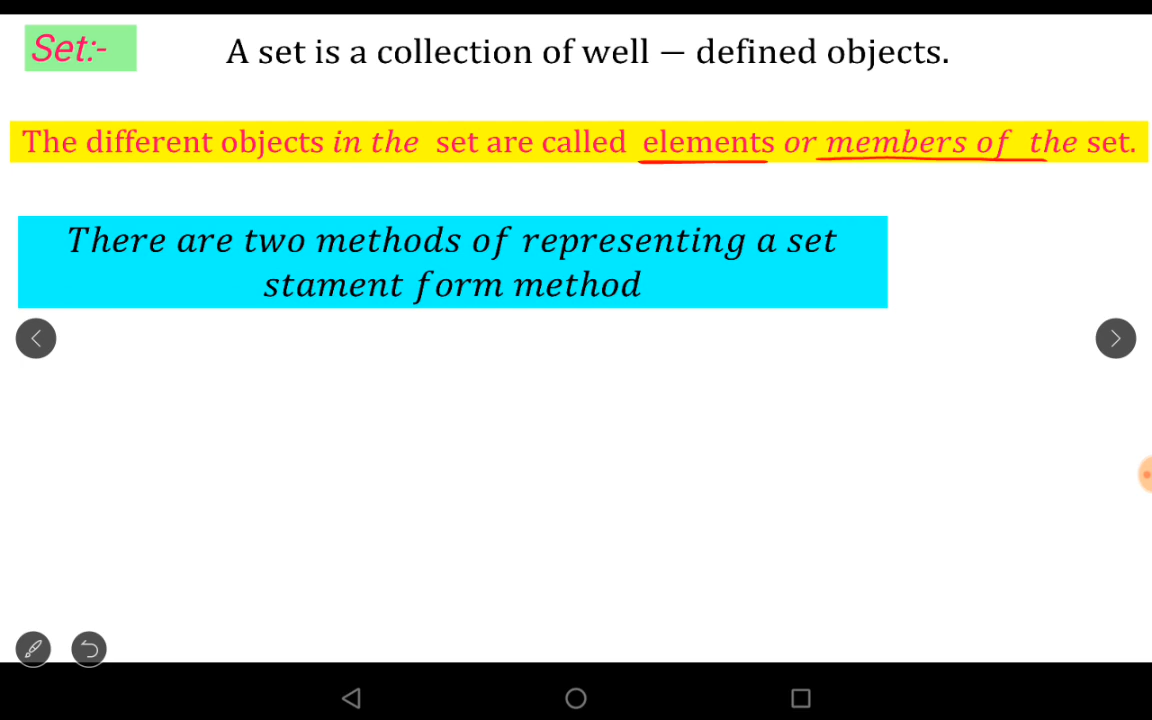 Set:-
A set is a collection of well – defined objects.
The different objects in the set are called elements or members of the set.
There are two methods of representing a set
stament form method